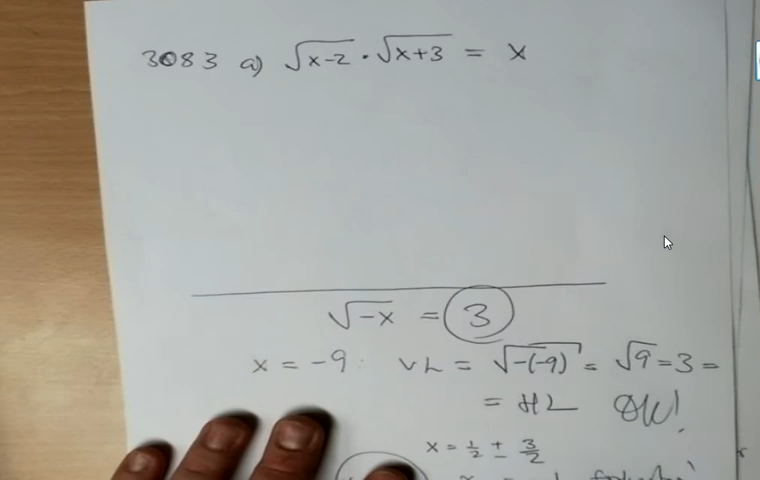 3083 a) √x-2 · √x+3 = x
√-x = 3
x = -9: VL = √-(-9) = √9 = 3 =
= HL OK!
x = 1/2 ± 3/2